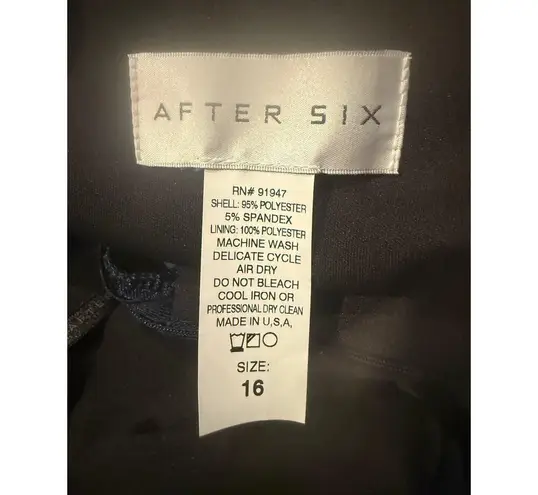 AFTER SIX
RN# 91947
SHELL: 95% POLYESTER
5% SPANDEX
LINING: 100% POLYESTER
MACHINE WASH
DELICATE CYCLE
AIR DRY
DO NOT BLEACH
COOL IRON OR
PROFESSIONAL DRY CLEAN
MADE IN U,S,A,
SIZE:
16